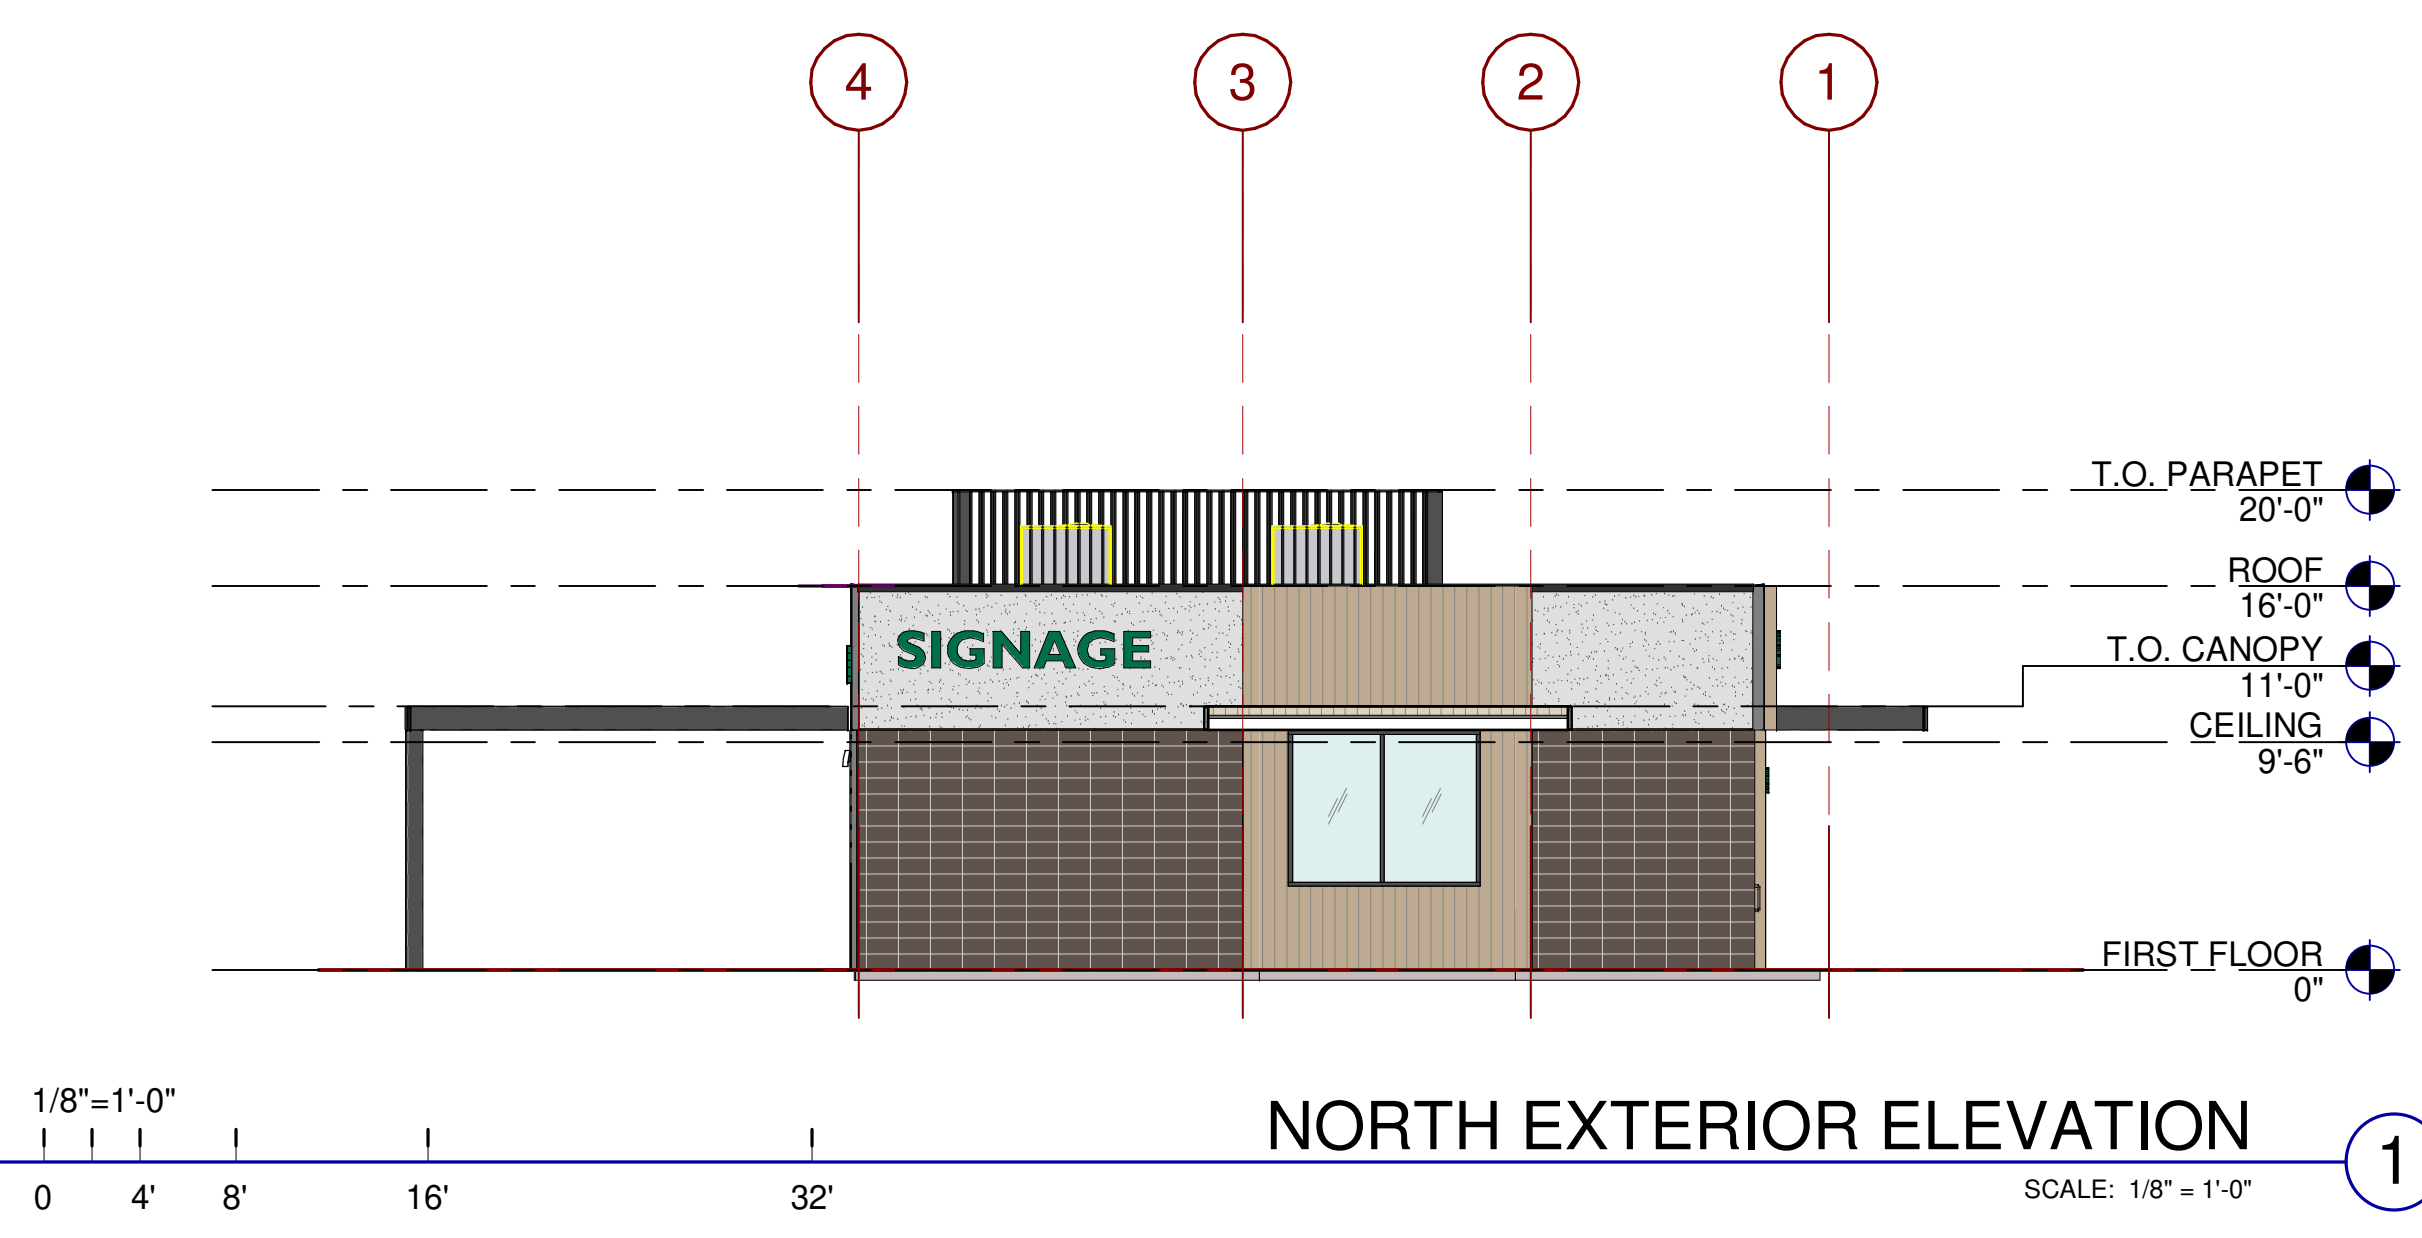 4 3 2 1
T.O. PARAPET
20'-0"
ROOF
16'-0"
SIGNAGE
T.O. CANOPY
11'-0"
CEILING
9'-6"
FIRST FLOOR
0"
1/8"=1'-0"
0 4' 8' 16' 32'
NORTH EXTERIOR ELEVATION
1
SCALE: 1/8" = 1'-0"